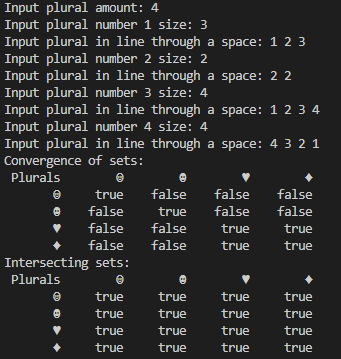 Input plural amount: 4
Input plural number 1 size: 3
Input plural in line through a space: 1 2 3
Input plural number 2 size: 2
Input plural in line through a space: 2 2
Input plural number 3 size: 4
Input plural in line through a space: 1 2 3 4
Input plural number 4 size: 4
Input plural in line through a space: 4 3 2 1
Convergence of sets:
Plurals ☺ ☻ ♥ ♦
☺ true false false false
☻ false true false false
♥ false false true true
♦ false false true true
Intersecting sets:
Plurals ☺ ☻ ♥ ♦
☺ true true true true
☻ true true true true
♥ true true true true
♦ true true true true